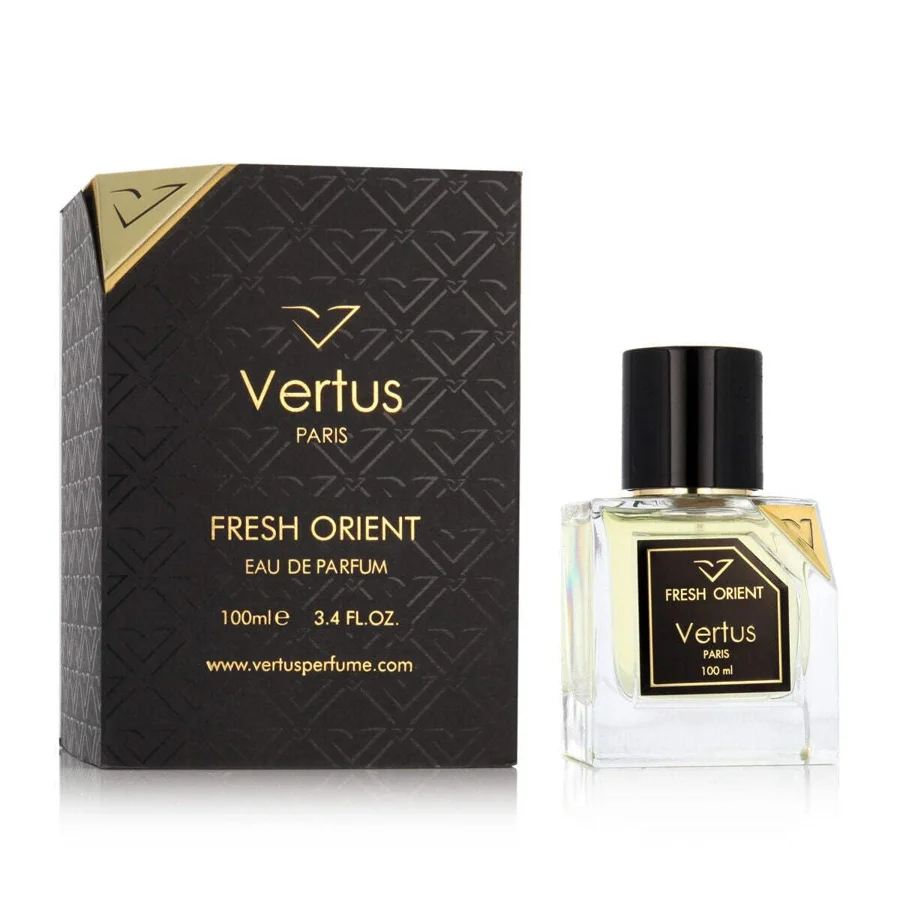 Vertus
PARIS
FRESH ORIENT
EAU DE PARFUM
100ml℮ 3.4 FL.OZ.
www.vertusperfume.com
FRESH ORIENT
Vertus
PARIS
100 ml